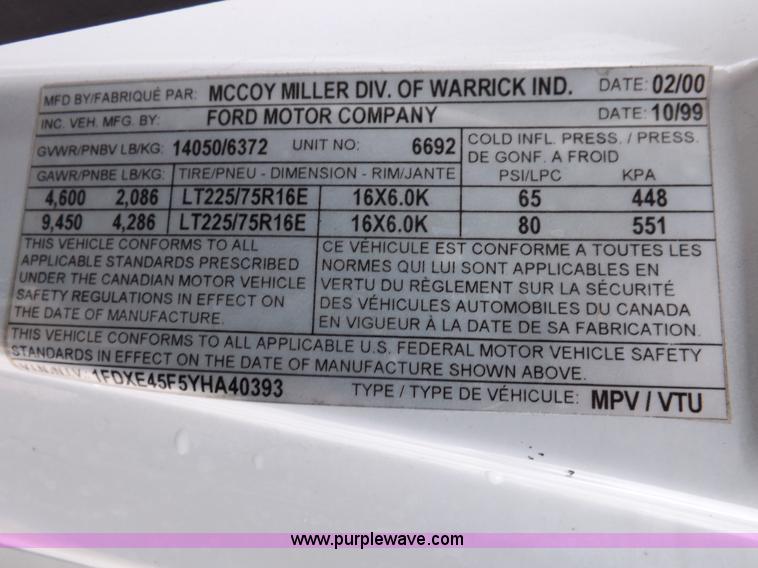 MFD BY/FABRIQUÉ PAR: MCCOY MILLER DIV. OF WARRICK IND. DATE: 02/00
INC. VEH. MFG. BY: FORD MOTOR COMPANY DATE: 10/99
GVWR/PNBV LB/KG: 14050/6372 UNIT NO: 6692 COLD INFL. PRESS. / PRESS.
DE GONF. A FROID
GAWR/PNBE LB/KG: TIRE/PNEU - DIMENSION - RIM/JANTE PSI/LPC KPA
4,600 2,086 LT225/75R16E 16X6.0K 65 448
9,450 4,286 LT225/75R16E 16X6.0K 80 551
THIS VEHICLE CONFORMS TO ALL
APPLICABLE STANDARDS PRESCRIBED
UNDER THE CANADIAN MOTOR VEHICLE
SAFETY REGULATIONS IN EFFECT ON
THE DATE OF MANUFACTURE.
CE VÉHICULE EST CONFORME A TOUTES LES
NORMES QUI LUI SONT APPLICABLES EN
VERTU DU RÈGLEMENT SUR LA SÉCURITÉ
DES VÉHICULES AUTOMOBILES DU CANADA
EN VIGUEUR À LA DATE DE SA FABRICATION.
THIS VEHICLE CONFORMS TO ALL APPLICABLE U.S. FEDERAL MOTOR VEHICLE SAFETY
STANDARDS IN EFFECT ON THE DATE OF MANUFACTURE SHOWN ABOVE.
1FDXE45F5YHA40393 TYPE / TYPE DE VÉHICULE: MPV / VTU
www.purplewave.com